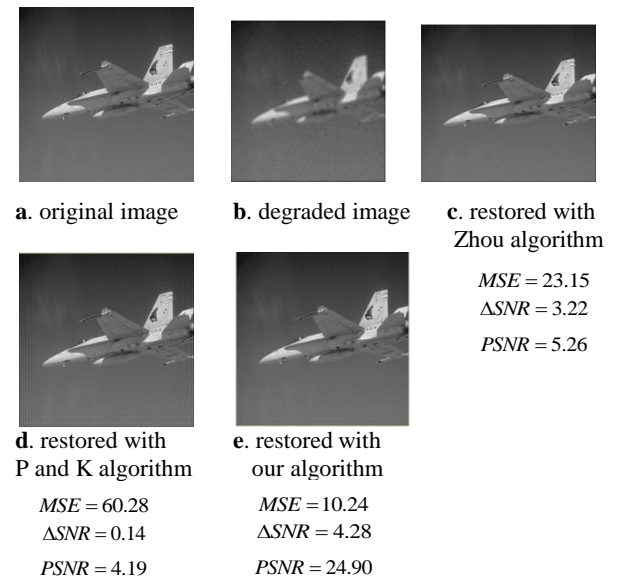 a. original image
b. degraded image
c. restored with
Zhou algorithm
MSE = 23.15
ΔSNR = 3.22
PSNR = 5.26
d. restored with
P and K algorithm
MSE = 60.28
ΔSNR = 0.14
PSNR = 4.19
e. restored with
our algorithm
MSE = 10.24
ΔSNR = 4.28
PSNR = 24.90